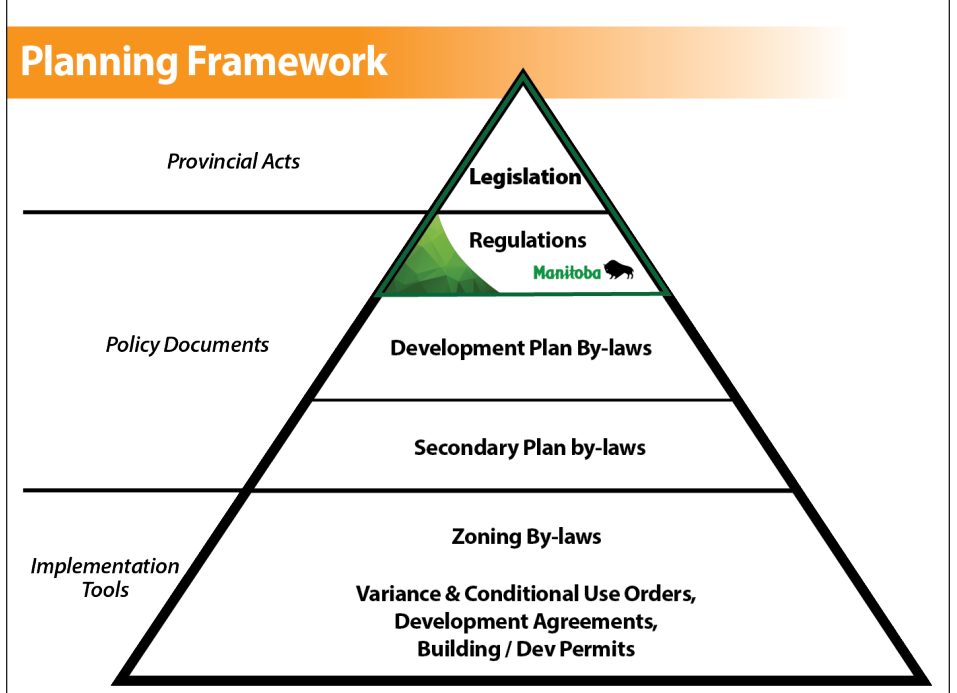 Planning Framework
Provincial Acts
Legislation
Regulations
Manitoba
Policy Documents
Development Plan By-laws
Secondary Plan by-laws
Zoning By-laws
Implementation
Tools
Variance & Conditional Use Orders,
Development Agreements,
Building / Dev Permits